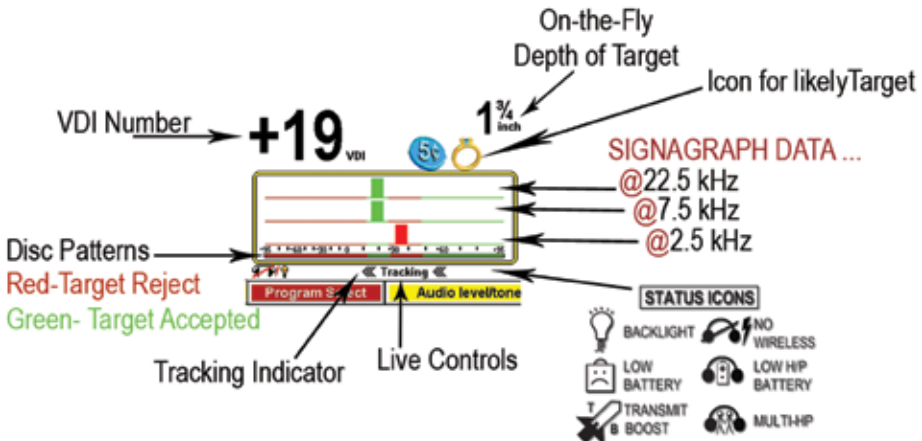 On-the-Fly
Depth of Target
Icon for likelyTarget
VDI Number
+19 VDI
1 ¾ inch
5¢
SIGNAGRAPH DATA ...
@22.5 kHz
@7.5 kHz
@2.5 kHz
Disc Patterns
Red-Target Reject
Green- Target Accepted
Tracking
Program Select
Audio level/tone
Tracking Indicator
Live Controls
STATUS ICONS
BACKLIGHT
NO WIRELESS
LOW BATTERY
LOW H/P BATTERY
T
B
TRANSMIT BOOST
MULTI-HP